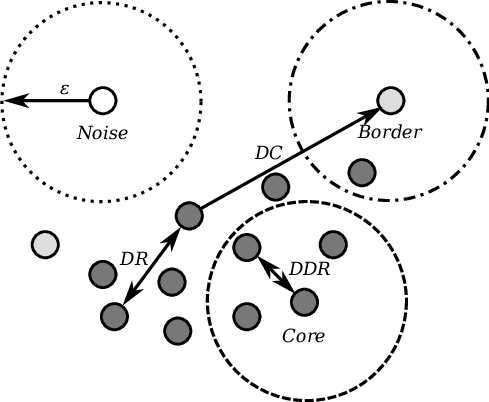 ε
Noise
Border
DC
DR
DDR
Core